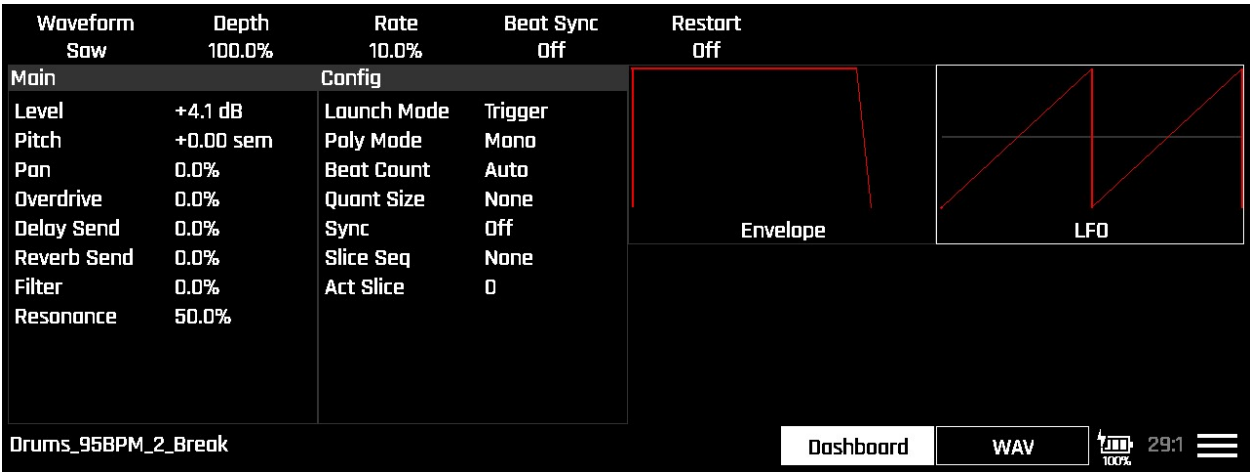 Waveform Depth Rate Beat Sync Restart
Saw 100.0% 10.0% Off Off
Main Config
Level +4.1 dB Launch Mode Trigger
Pitch +0.00 sem Poly Mode Mono
Pan 0.0% Beat Count Auto
Overdrive 0.0% Quant Size None
Delay Send 0.0% Sync Off
Envelope LFO
Reverb Send 0.0% Slice Seq None
Filter 0.0% Act Slice 0
Resonance 50.0%
Drums_95BPM_2_Break Dashboard WAV 100% 29:1